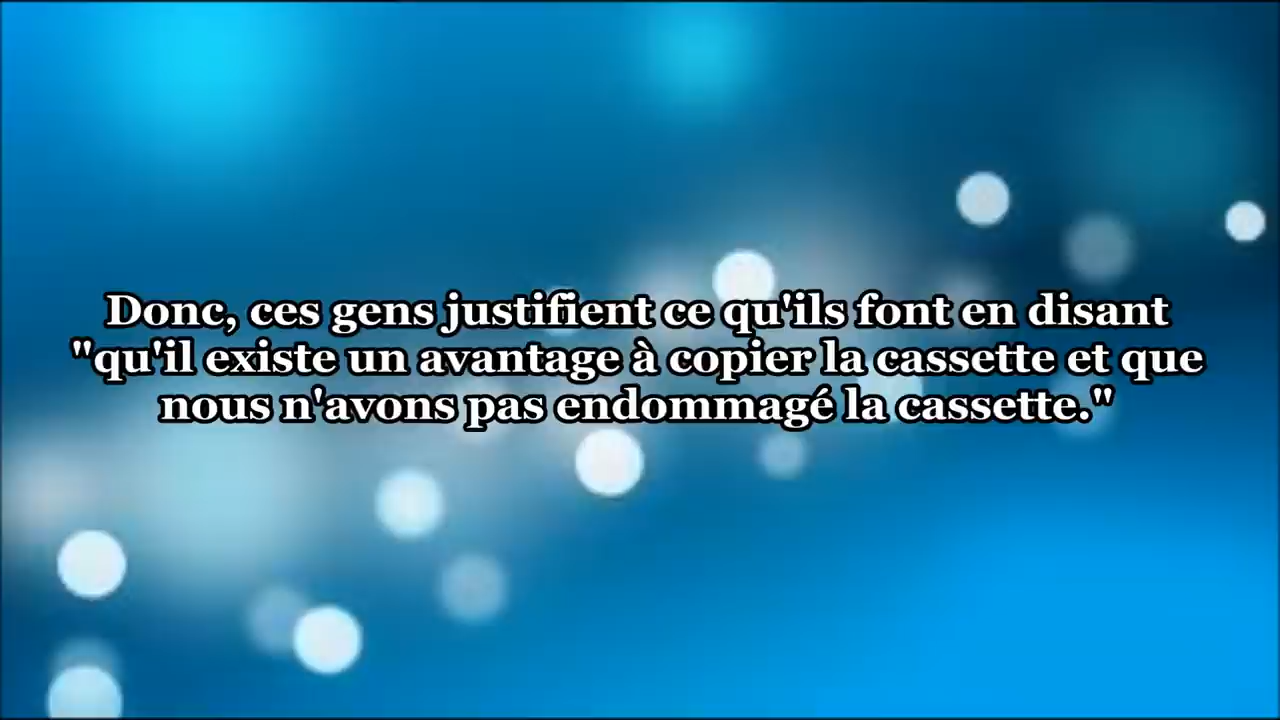 Donc, ces gens justifient ce qu'ils font en disant
"qu'il existe un avantage à copier la cassette et que
nous n'avons pas endommagé la cassette."